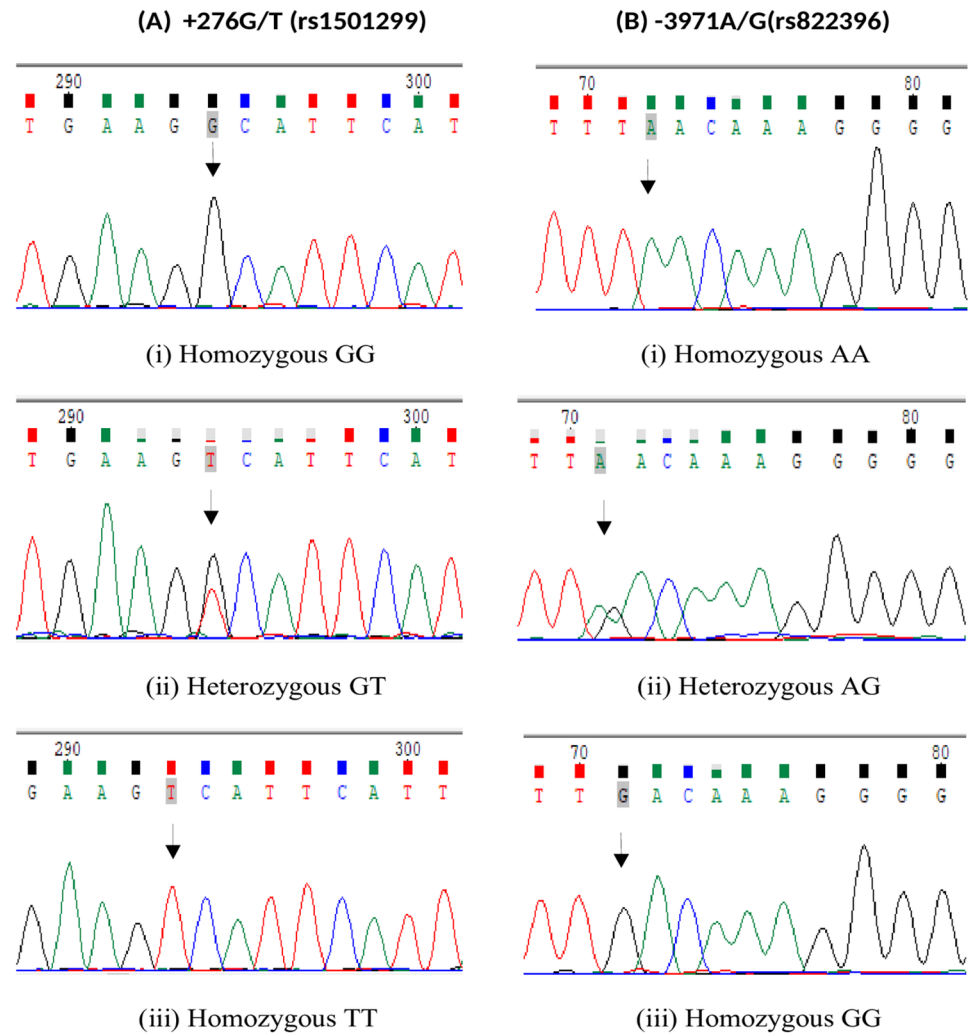 (A) +276G/T (rs1501299)
290 300
T G A A G G C A T T C A T
(i) Homozygous GG
290 300
T G A A G T C A T T C A T
(ii) Heterozygous GT
290 300
G A A G T C A T T C A T T
(iii) Homozygous TT
(B) -3971A/G(rs822396)
70 80
T T T A A C A A A G G G G
(i) Homozygous AA
70 80
T T A A C A A A G G G G G
(ii) Heterozygous AG
70 80
T T G A C A A A G G G G
(iii) Homozygous GG